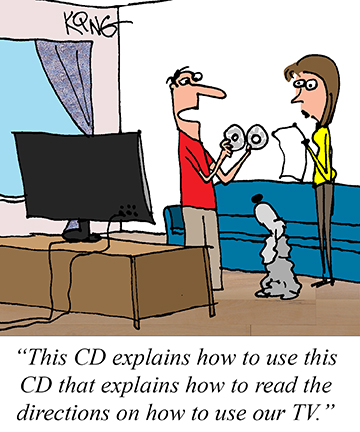 “This CD explains how to use this
CD that explains how to read the
directions on how to use our TV.”